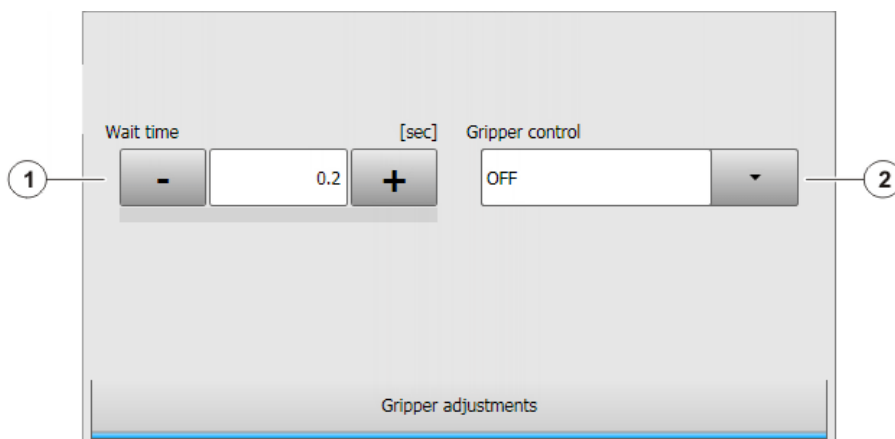 Wait time [sec] Gripper control
1 - 0.2 + OFF 2
Gripper adjustments